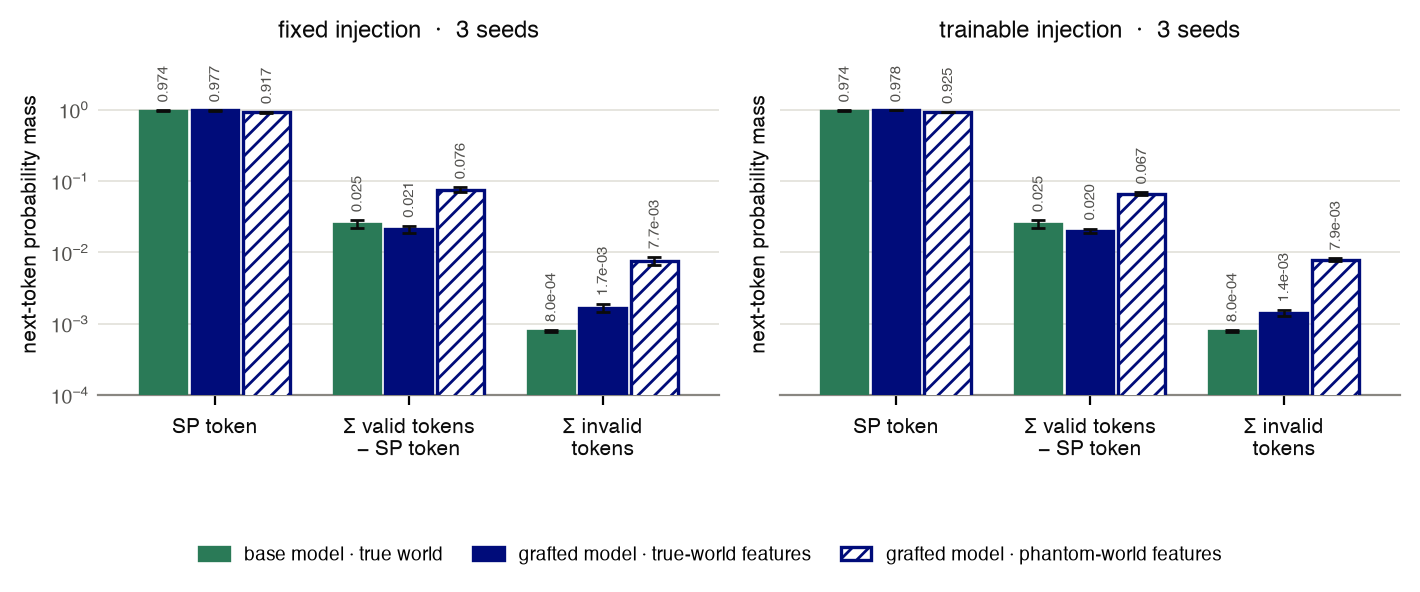 fixed injection · 3 seeds
trainable injection · 3 seeds
next-token probability mass
10⁰
10⁻¹
10⁻²
10⁻³
10⁻⁴
0.974
0.977
0.917
0.025
0.021
0.076
8.0e-04
1.7e-03
7.7e-03
SP token
Σ valid tokens
– SP token
Σ invalid
tokens
next-token probability mass
0.974
0.978
0.925
0.025
0.020
0.067
8.0e-04
1.4e-03
7.9e-03
SP token
Σ valid tokens
– SP token
Σ invalid
tokens
base model · true world
grafted model · true-world features
grafted model · phantom-world features